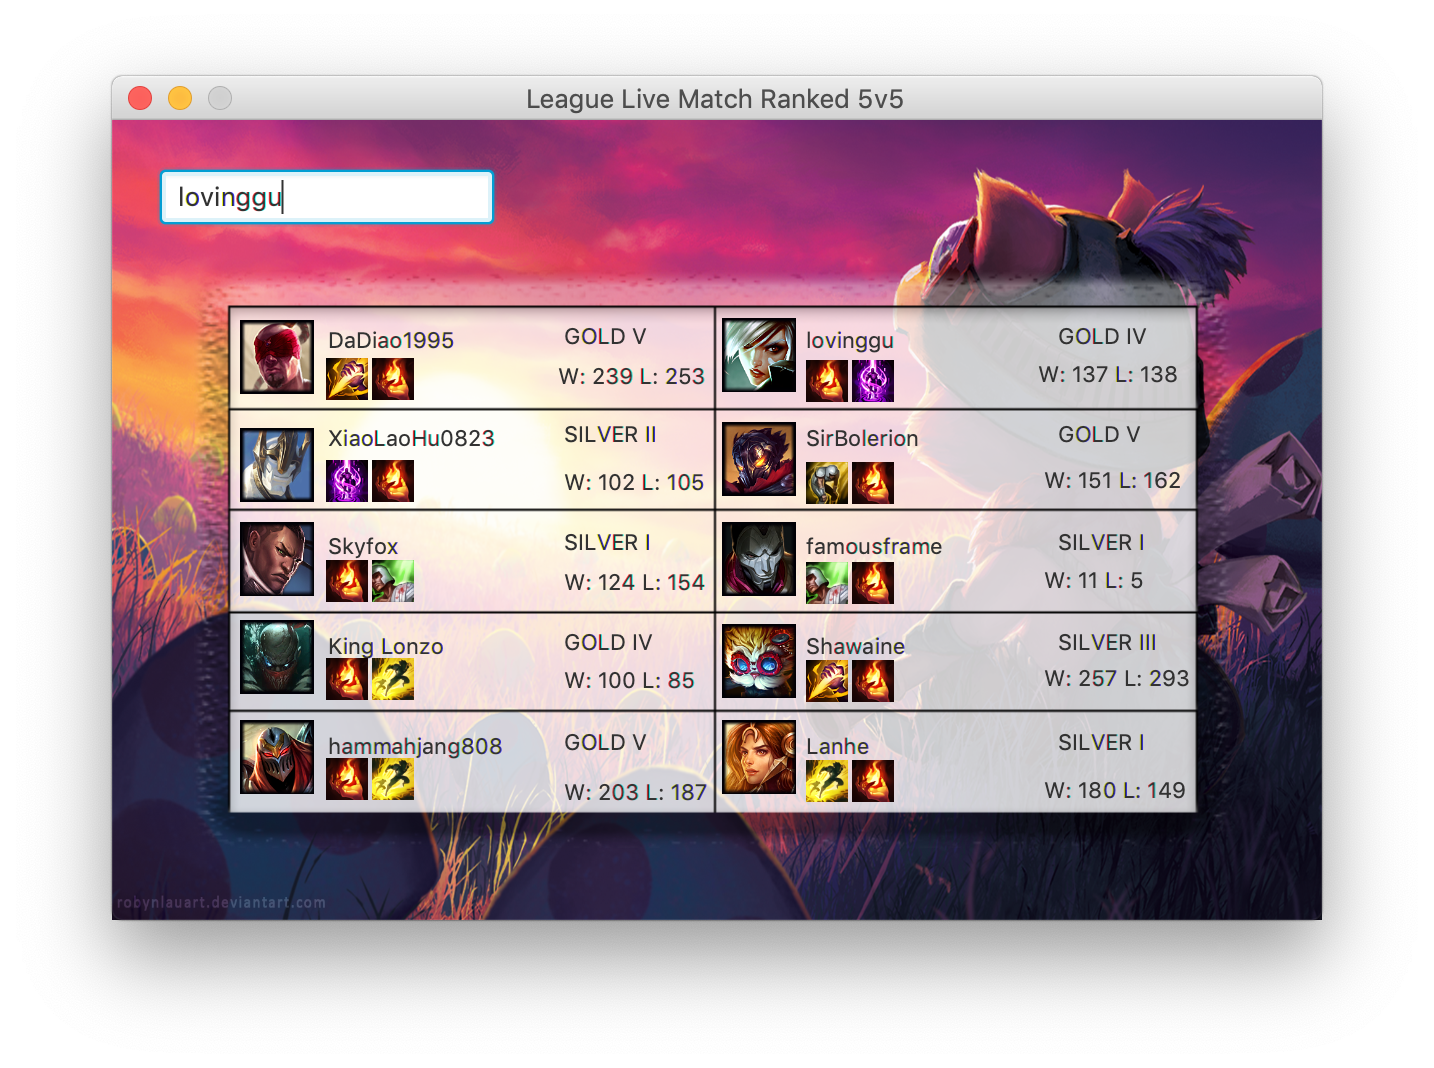 League Live Match Ranked 5v5
lovinggu
DaDiao1995
GOLD V
W: 239 L: 253
lovinggu
GOLD IV
W: 137 L: 138
XiaoLaoHu0823
SILVER II
W: 102 L: 105
SirBolerion
GOLD V
W: 151 L: 162
Skyfox
SILVER I
W: 124 L: 154
famousframe
SILVER I
W: 11 L: 5
King Lonzo
GOLD IV
W: 100 L: 85
Shawaine
SILVER III
W: 257 L: 293
hammahjang808
GOLD V
W: 203 L: 187
Lanhe
SILVER I
W: 180 L: 149
robynlauart.deviantart.com